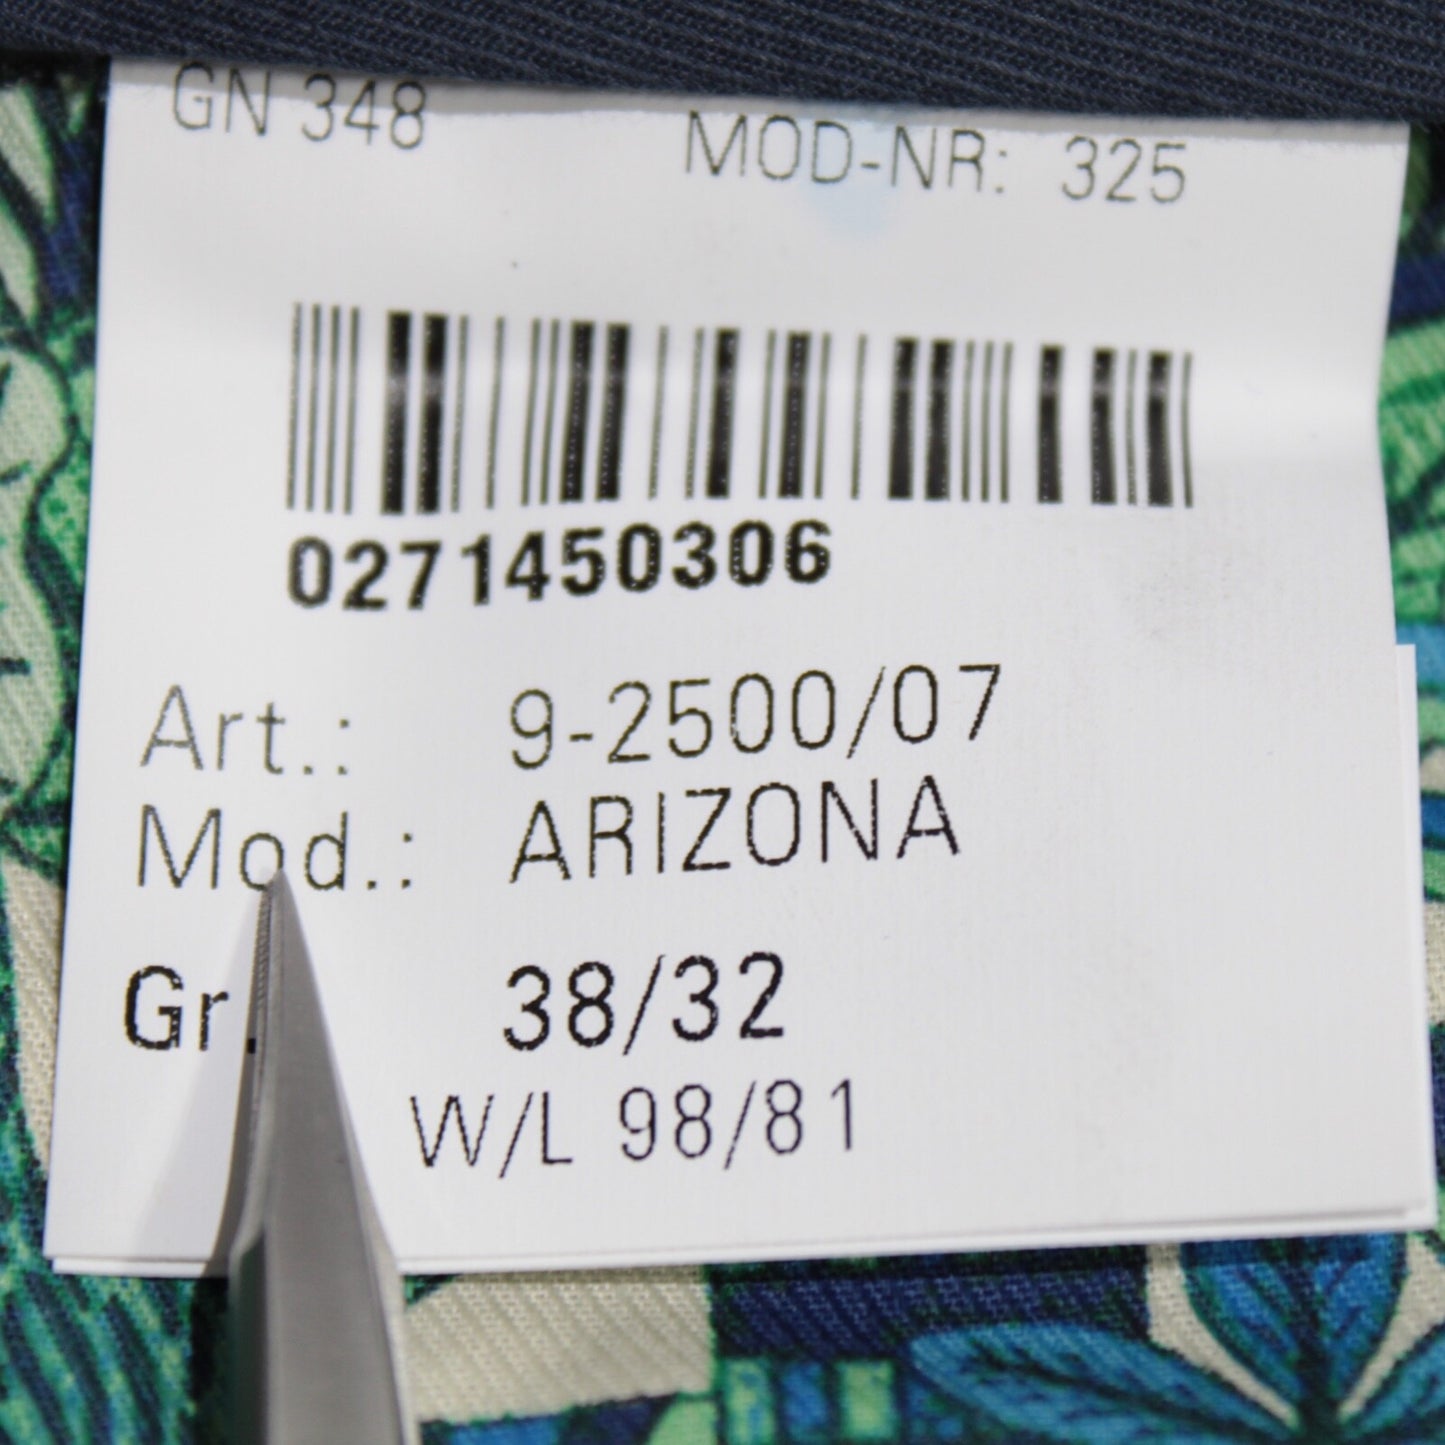 GN 348 MOD-NR: 325
0271450306
Art.: 9-2500/07
Mod.: ARIZONA
Gr. 38/32
W/L 98/81